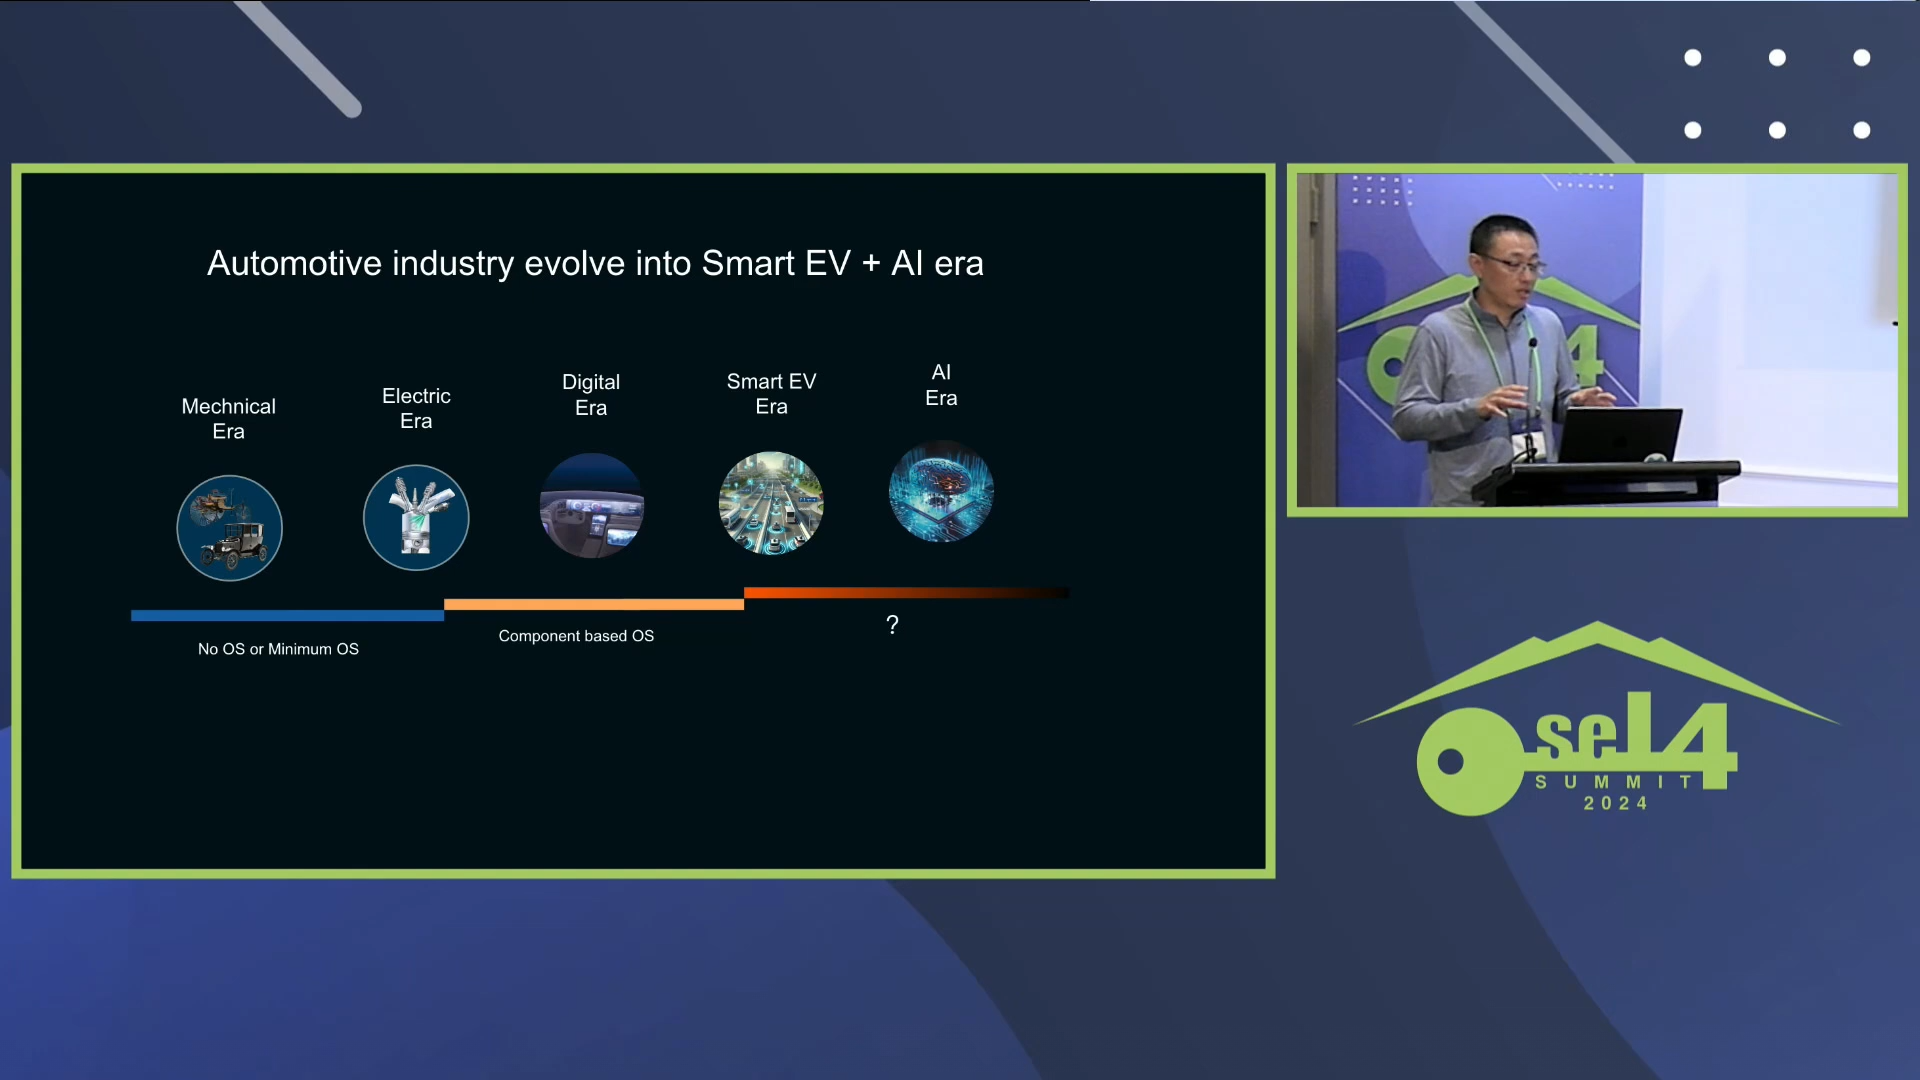 Automotive industry evolve into Smart EV + AI era
Mechnical
Era
Electric
Era
Digital
Era
Smart EV
Era
AI
Era
No OS or Minimum OS
Component based OS
?
4
seL4
SUMMIT
2024